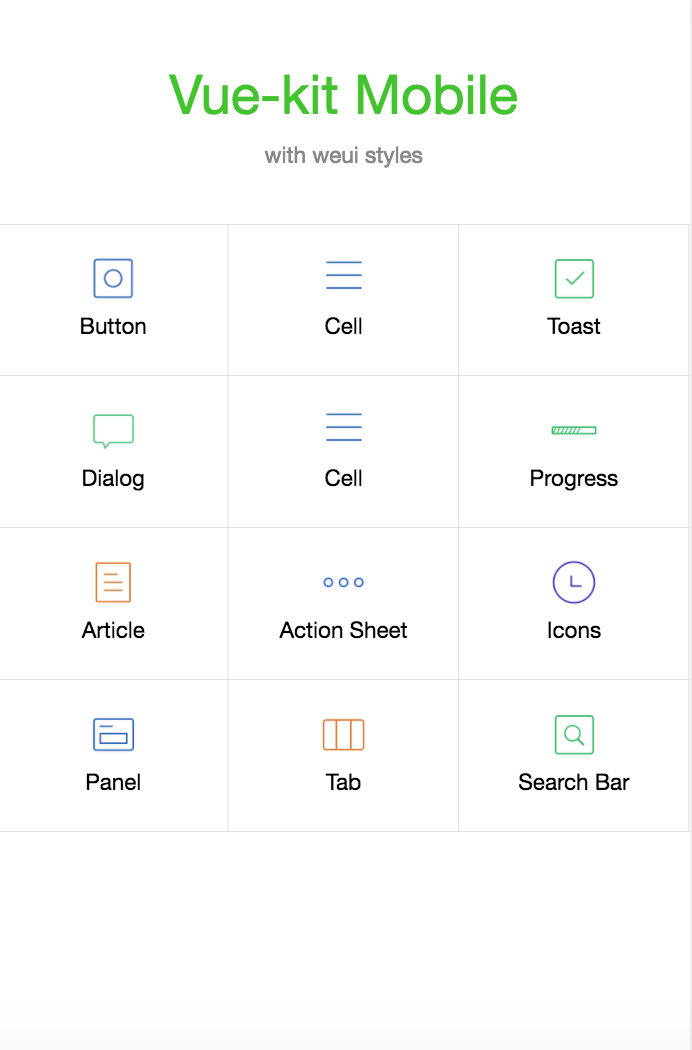 Vue-kit Mobile
with weui styles
Button
Cell
Toast
Dialog
Cell
Progress
Article
Action Sheet
Icons
Panel
Tab
Search Bar